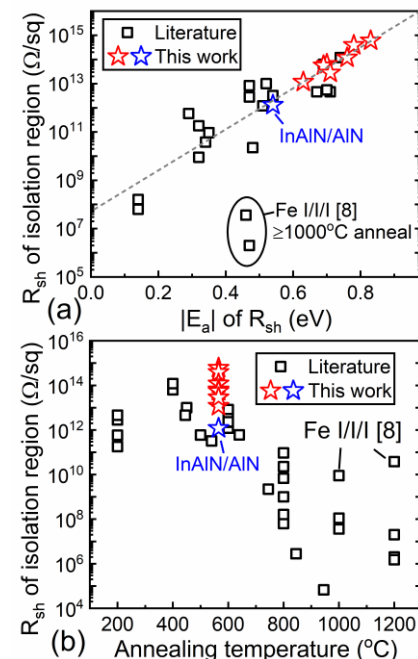 10^15
10^13
10^11
10^9
10^7
10^5
R_sh of isolation region (Ω/sq)
Literature
This work
InAlN/AlN
Fe I/I/I [8]
≥1000°C anneal
(a)
0.0 0.2 0.4 0.6 0.8
|E_a| of R_sh (eV)
10^16
10^14
10^12
10^10
10^8
10^6
10^4
R_sh of isolation region (Ω/sq)
Literature
This work
InAlN/AlN
Fe I/I/I [8]
(b)
200 400 600 800 1000 1200
Annealing temperature (°C)